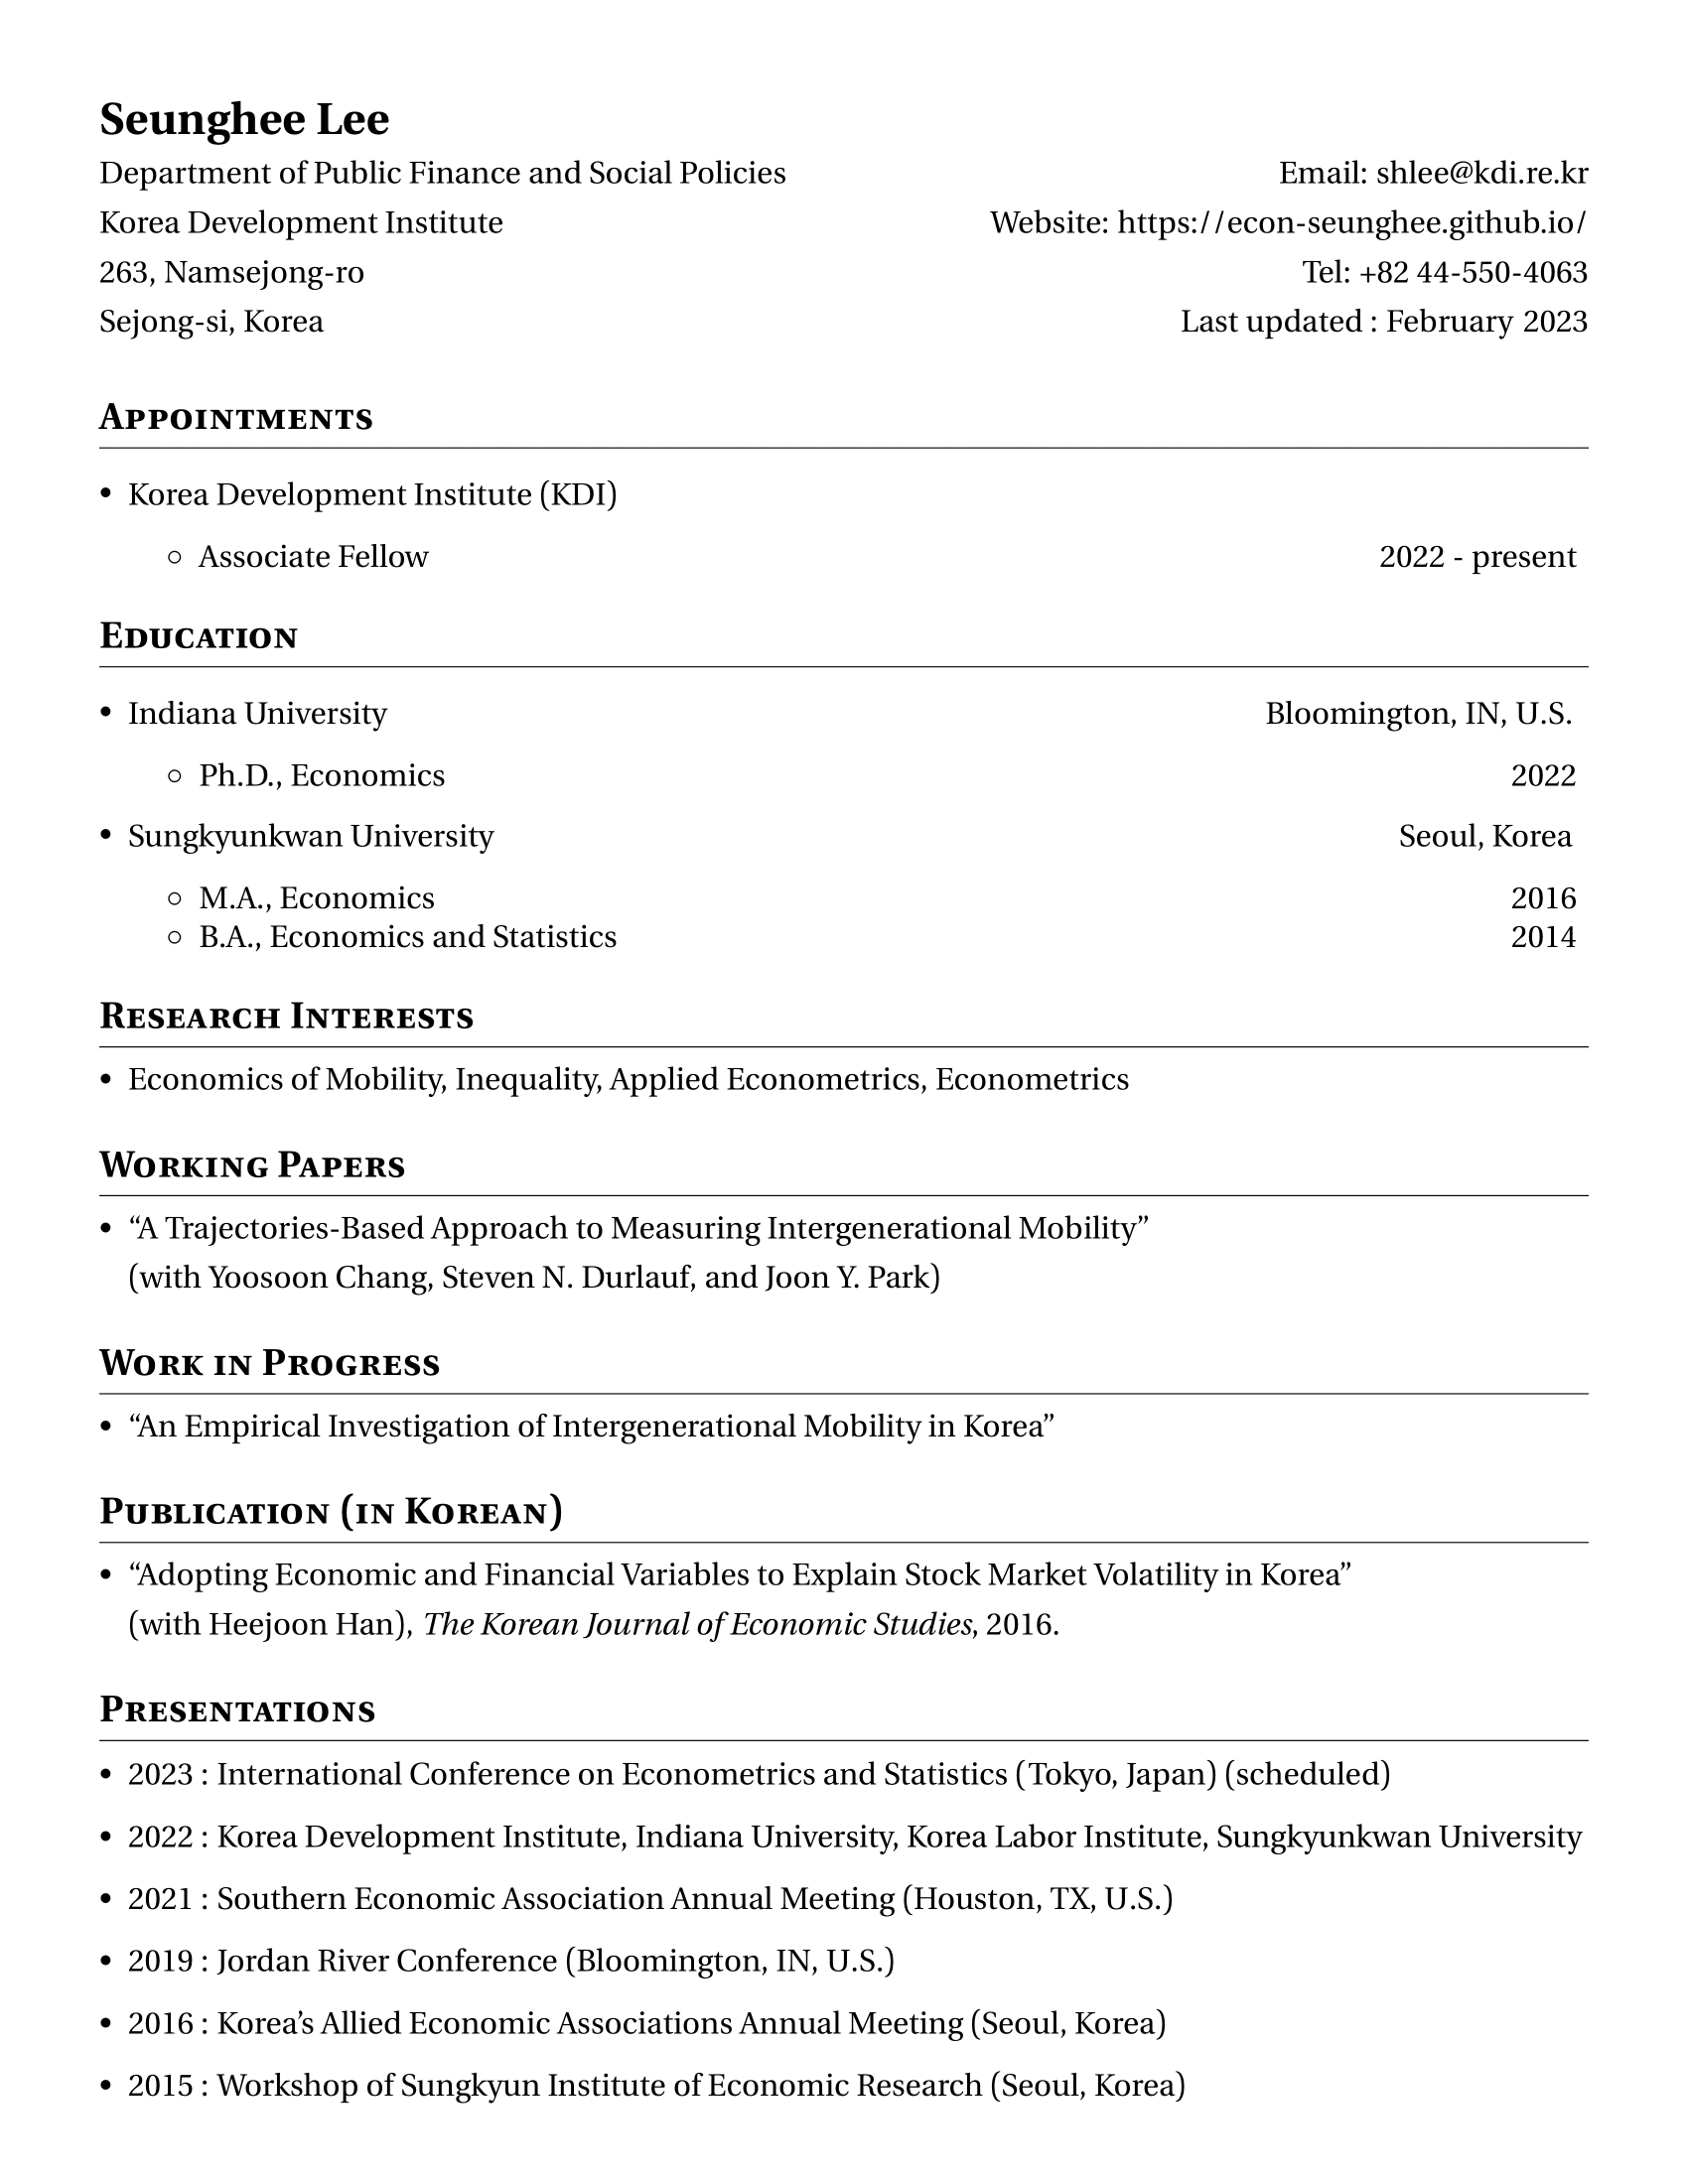 Seunghee Lee
Department of Public Finance and Social Policies Email: shlee@kdi.re.kr
Korea Development Institute Website: https://econ-seunghee.github.io/
263, Namsejong-ro Tel: +82 44-550-4063
Sejong-si, Korea Last updated : February 2023
Appointments
• Korea Development Institute (KDI)
◦ Associate Fellow 2022 - present
Education
• Indiana University Bloomington, IN, U.S.
◦ Ph.D., Economics 2022
• Sungkyunkwan University Seoul, Korea
◦ M.A., Economics 2016
◦ B.A., Economics and Statistics 2014
Research Interests
• Economics of Mobility, Inequality, Applied Econometrics, Econometrics
Working Papers
• “A Trajectories-Based Approach to Measuring Intergenerational Mobility”
(with Yoosoon Chang, Steven N. Durlauf, and Joon Y. Park)
Work in Progress
• “An Empirical Investigation of Intergenerational Mobility in Korea”
Publication (in Korean)
• “Adopting Economic and Financial Variables to Explain Stock Market Volatility in Korea”
(with Heejoon Han), The Korean Journal of Economic Studies, 2016.
Presentations
• 2023 : International Conference on Econometrics and Statistics (Tokyo, Japan) (scheduled)
• 2022 : Korea Development Institute, Indiana University, Korea Labor Institute, Sungkyunkwan University
• 2021 : Southern Economic Association Annual Meeting (Houston, TX, U.S.)
• 2019 : Jordan River Conference (Bloomington, IN, U.S.)
• 2016 : Korea’s Allied Economic Associations Annual Meeting (Seoul, Korea)
• 2015 : Workshop of Sungkyun Institute of Economic Research (Seoul, Korea)